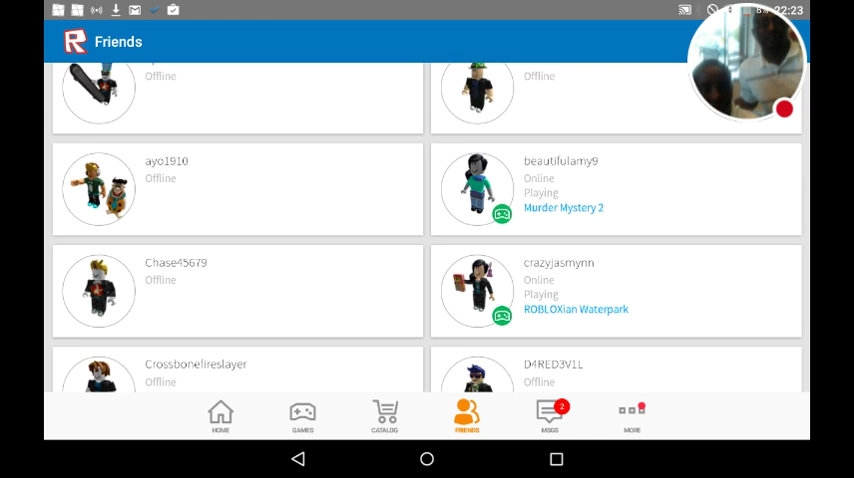 22:23
Friends
Offline
Offline
ayo1910
Offline
beautifulamy9
Online
Playing
Murder Mystery 2
Chase45679
Offline
crazyjasmynn
Online
Playing
ROBLOXian Waterpark
Crossbonefireslayer
Offline
D4RED3V1L
Offline
2
HOME
GAMES
CATALOG
FRIENDS
MSGS
MORE